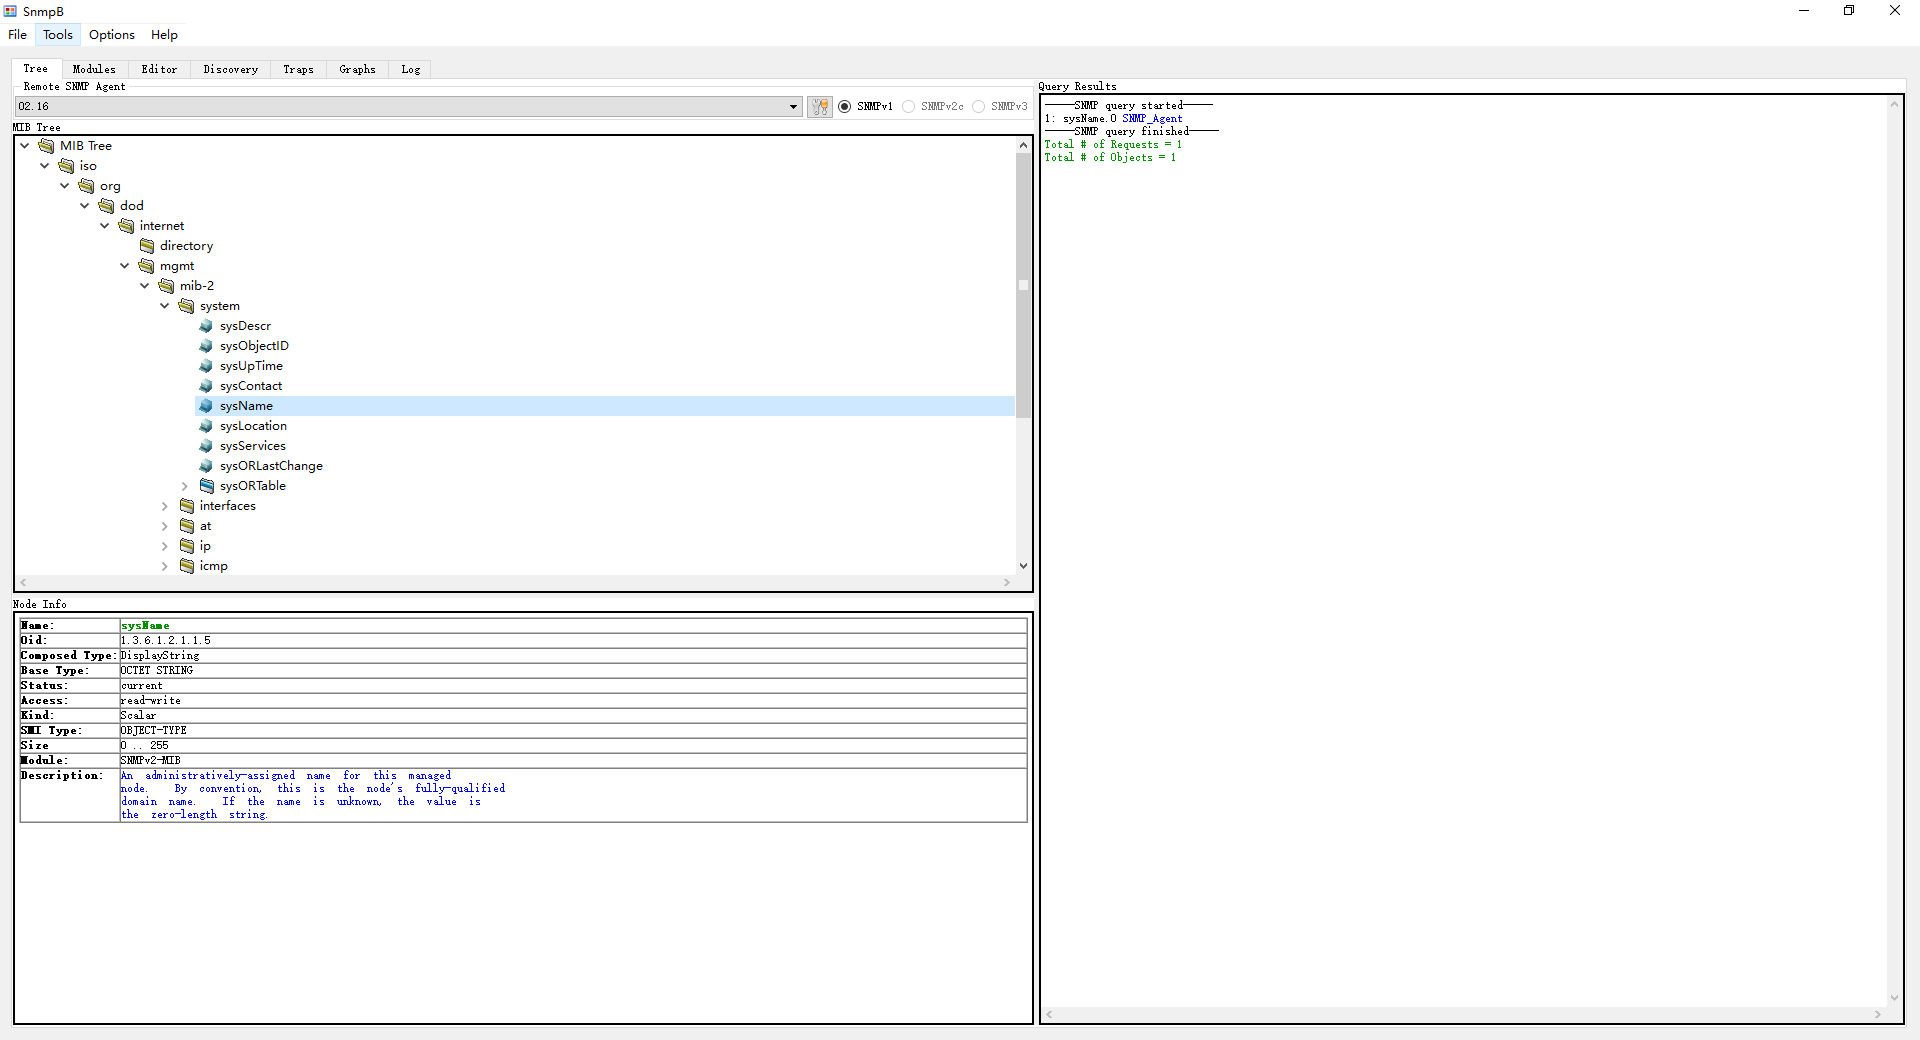 SnmpB
File Tools Options Help
Tree Modules Editor Discovery Traps Graphs Log
Remote SNMP Agent
02.16
SNMPv1 SNMPv2c SNMPv3
MIB Tree
MIB Tree
iso
org
dod
internet
directory
mgmt
mib-2
system
sysDescr
sysObjectID
sysUpTime
sysContact
sysName
sysLocation
sysServices
sysORLastChange
sysORTable
interfaces
at
ip
icmp
Node Info
Name: sysName
Oid: 1.3.6.1.2.1.1.5
Composed Type: DisplayString
Base Type: OCTET STRING
Status: current
Access: read-write
Kind: Scalar
SMI Type: OBJECT-TYPE
Size 0 .. 255
Module: SNMPv2-MIB
Description: An administratively-assigned name for this managed
node. By convention, this is the node's fully-qualified
domain name. If the name is unknown, the value is
the zero-length string.
Query Results
-----SNMP query started-----
1: sysName.0 SNMP_Agent
-----SNMP query finished-----
Total # of Requests = 1
Total # of Objects = 1